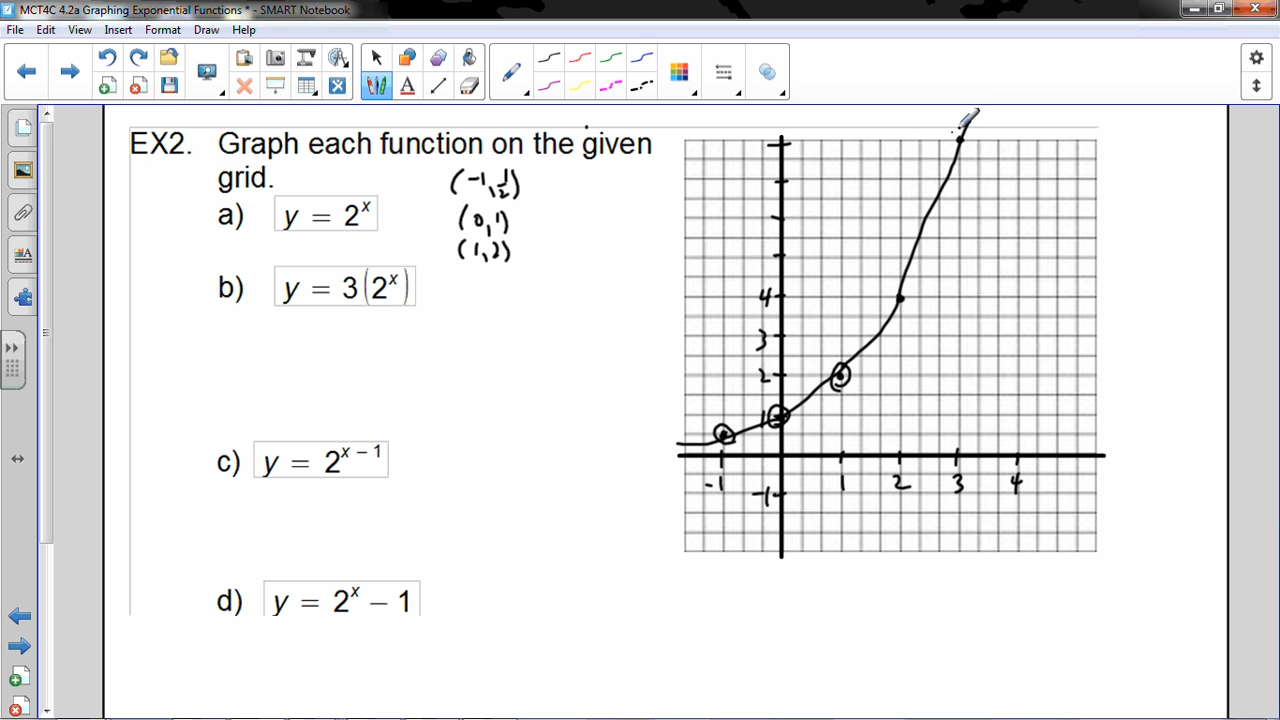 MCT4C 4.2a Graphing Exponential Functions * - SMART Notebook
File Edit View Insert Format Draw Help
EX2. Graph each function on the given
grid.
(-1, 1/2)
a) y = 2^x
(0, 1)
(1, 2)
b) y = 3(2^x)
c) y = 2^(x – 1)
d) y = 2^x – 1
4
3
2
1
-1 1 2 3 4
-1